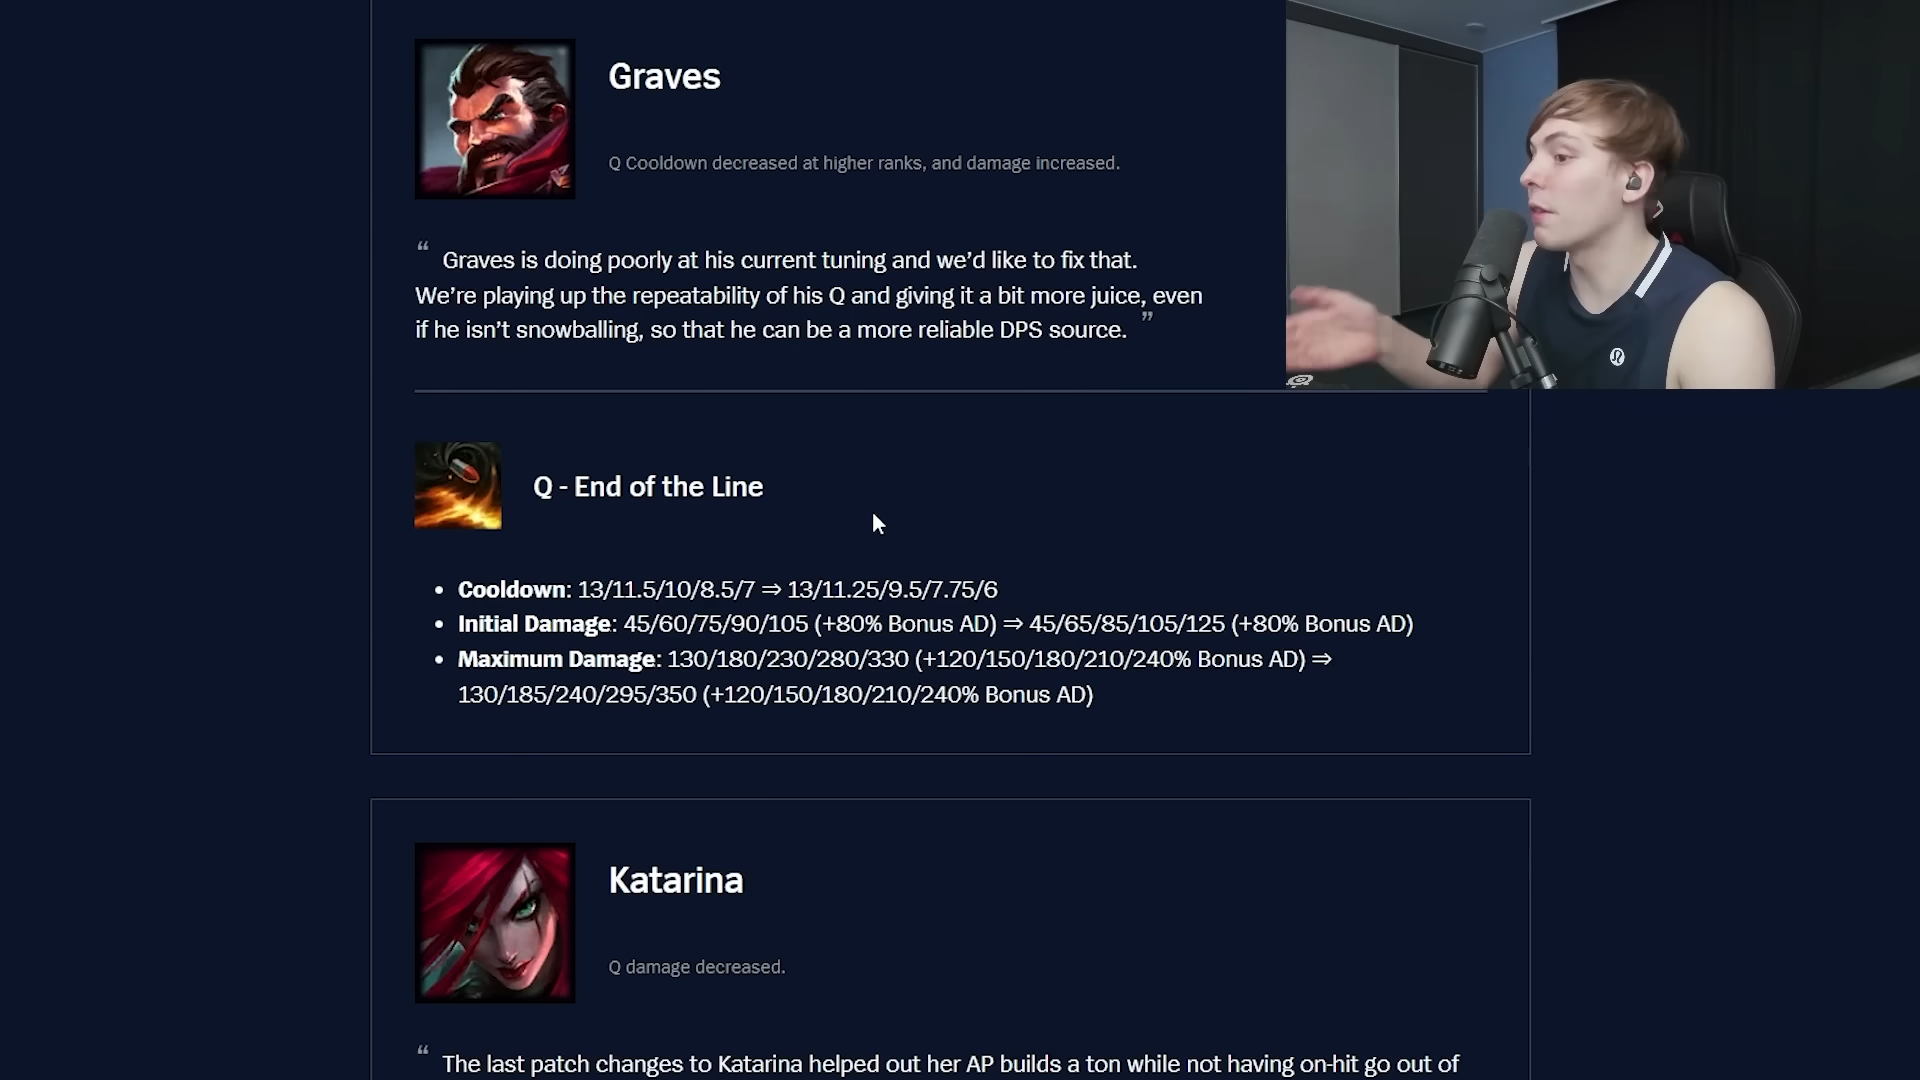 Graves
Q Cooldown decreased at higher ranks, and damage increased.
“ Graves is doing poorly at his current tuning and we’d like to fix that.
We’re playing up the repeatability of his Q and giving it a bit more juice, even
if he isn’t snowballing, so that he can be a more reliable DPS source. ”
Q - End of the Line
• Cooldown: 13/11.5/10/8.5/7 ⇒ 13/11.25/9.5/7.75/6
• Initial Damage: 45/60/75/90/105 (+80% Bonus AD) ⇒ 45/65/85/105/125 (+80% Bonus AD)
• Maximum Damage: 130/180/230/280/330 (+120/150/180/210/240% Bonus AD) ⇒
130/185/240/295/350 (+120/150/180/210/240% Bonus AD)
Katarina
Q damage decreased.
“ The last patch changes to Katarina helped out her AP builds a ton while not having on-hit go out of